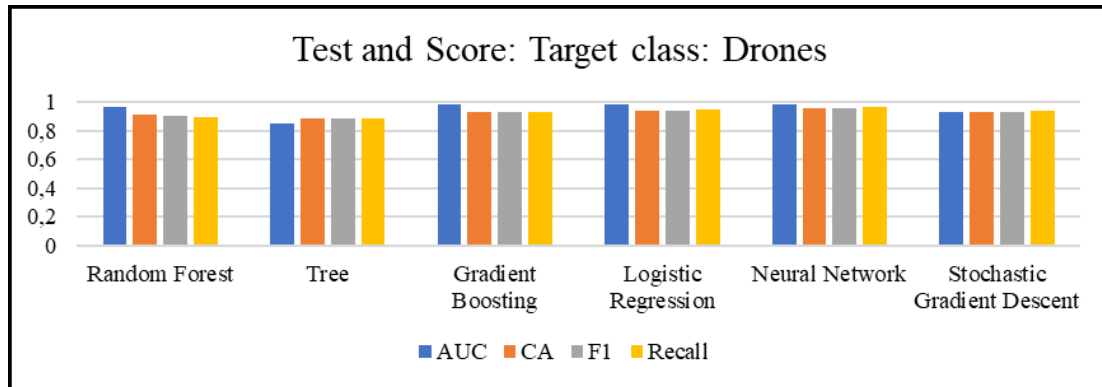 Test and Score: Target class: Drones
1
0,8
0,6
0,4
0,2
0
Random Forest
Tree
Gradient
Boosting
Logistic
Regression
Neural Network
Stochastic
Gradient Descent
AUC CA F1 Recall